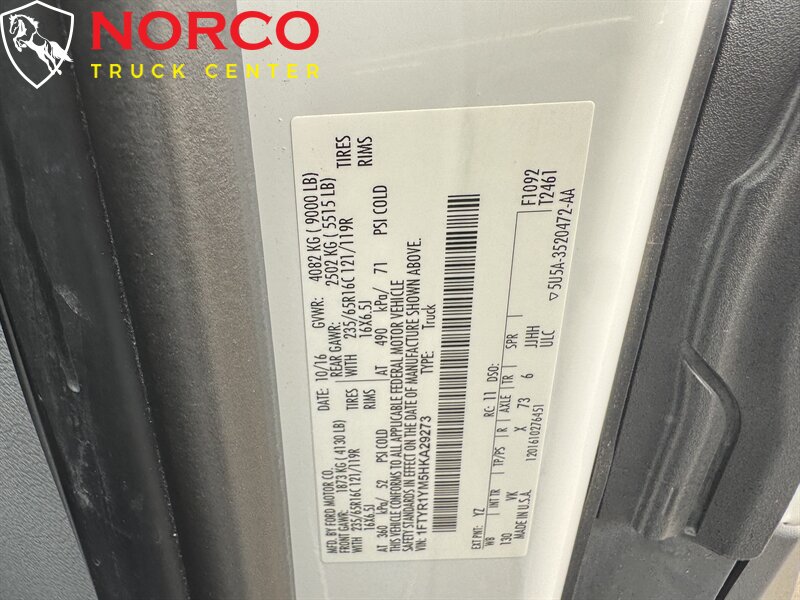 NORCO
TRUCK CENTER
MFD. BY FORD MOTOR CO.
DATE: 10/16 GVWR: 4082 KG ( 9000 LB)
FRONT GAWR: 1873 KG ( 4130 LB) REAR GAWR: 2502 KG ( 5515 LB)
WITH 235/65R16C 121/119R TIRES WITH 235/65R16C 121/119R TIRES
16X6.5J RIMS 16X6.5J RIMS
AT 360 kPa/ 52 PSI COLD AT 490 kPa/ 71 PSI COLD
THIS VEHICLE CONFORMS TO ALL APPLICABLE FEDERAL MOTOR VEHICLE
SAFETY STANDARDS IN EFFECT ON THE DATE OF MANUFACTURE SHOWN ABOVE.
VIN: 1FTYR1YM5HKA29273 TYPE: Truck
F1092
T2461
EXT PNT: YZ RC: 11 DSO:
WB INT TR TP/PS R AXLE TR SPR
130 VK X 73 6 JJHH
MADE IN U.S.A. 1201610276451 ULC
▽5U5A-3520472-AA